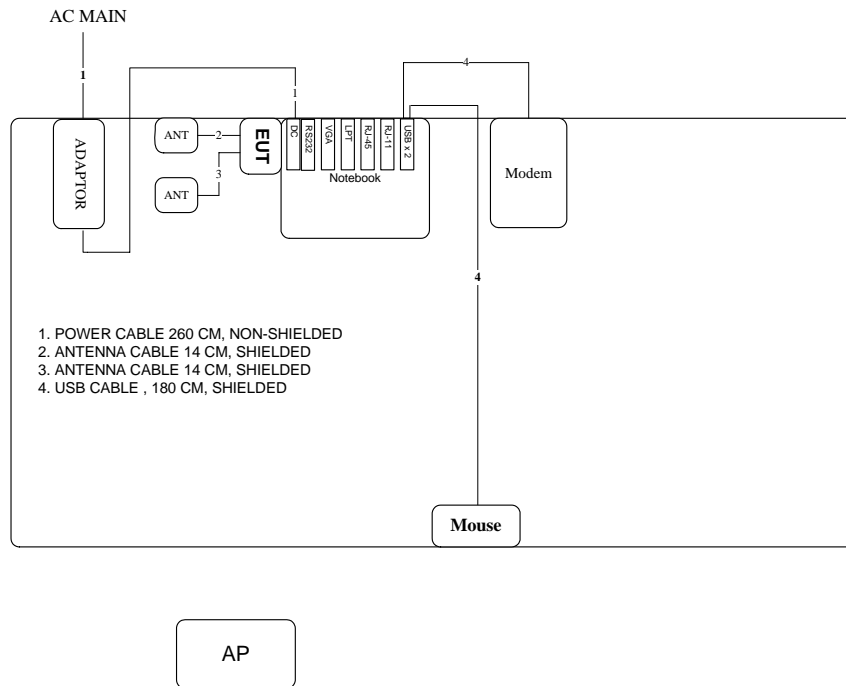 AC MAIN
1
4
1
ADAPTOR
ANT
2
EUT
DC
RS232
VGA
LPT
RJ-45
RJ-11
USB x 2
Notebook
Modem
3
ANT
4
1. POWER CABLE 260 CM, NON-SHIELDED
2. ANTENNA CABLE 14 CM, SHIELDED
3. ANTENNA CABLE 14 CM, SHIELDED
4. USB CABLE , 180 CM, SHIELDED
Mouse
AP